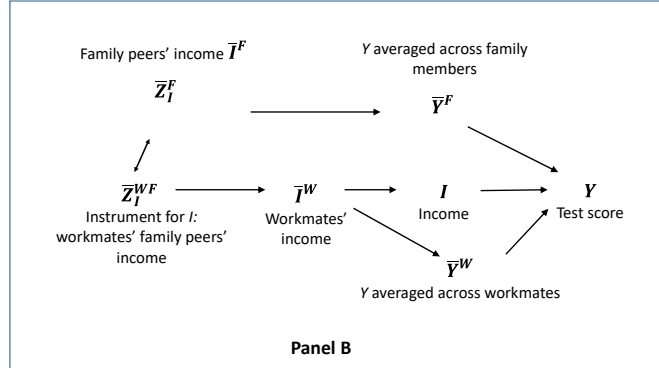 Family peers' income I̅^F
Y averaged across family
members
Z̅_I^F
Y̅^F
Z̅_I^WF
I̅^W
I
Y
Instrument for I:
workmates' family peers'
income
Workmates'
income
Income
Test score
Y̅^W
Y averaged across workmates
Panel B